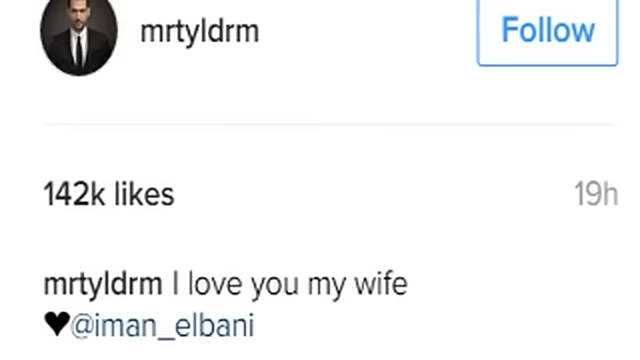 mrtyldrm
Follow
142k likes
19h
mrtyldrm I love you my wife
♥@iman_elbani